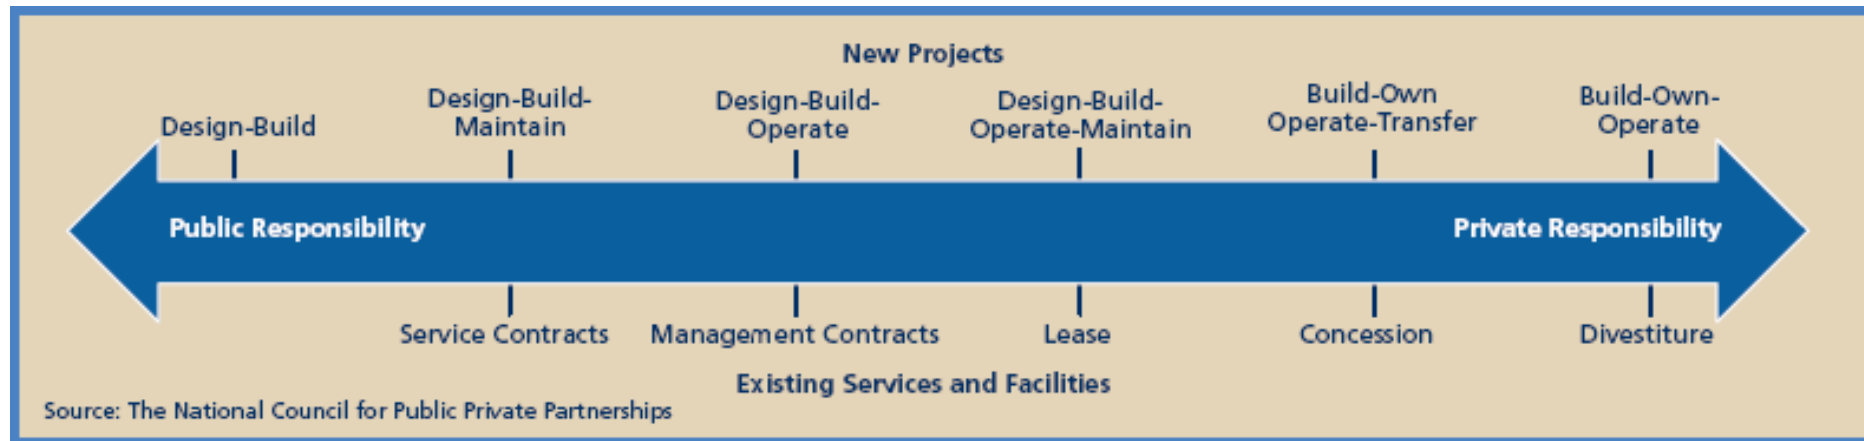 New Projects
Design-Build
Design-Build-
Maintain
Design-Build-
Operate
Design-Build-
Operate-Maintain
Build-Own
Operate-Transfer
Build-Own-
Operate
Public Responsibility
Private Responsibility
Service Contracts
Management Contracts
Lease
Concession
Divestiture
Existing Services and Facilities
Source: The National Council for Public Private Partnerships